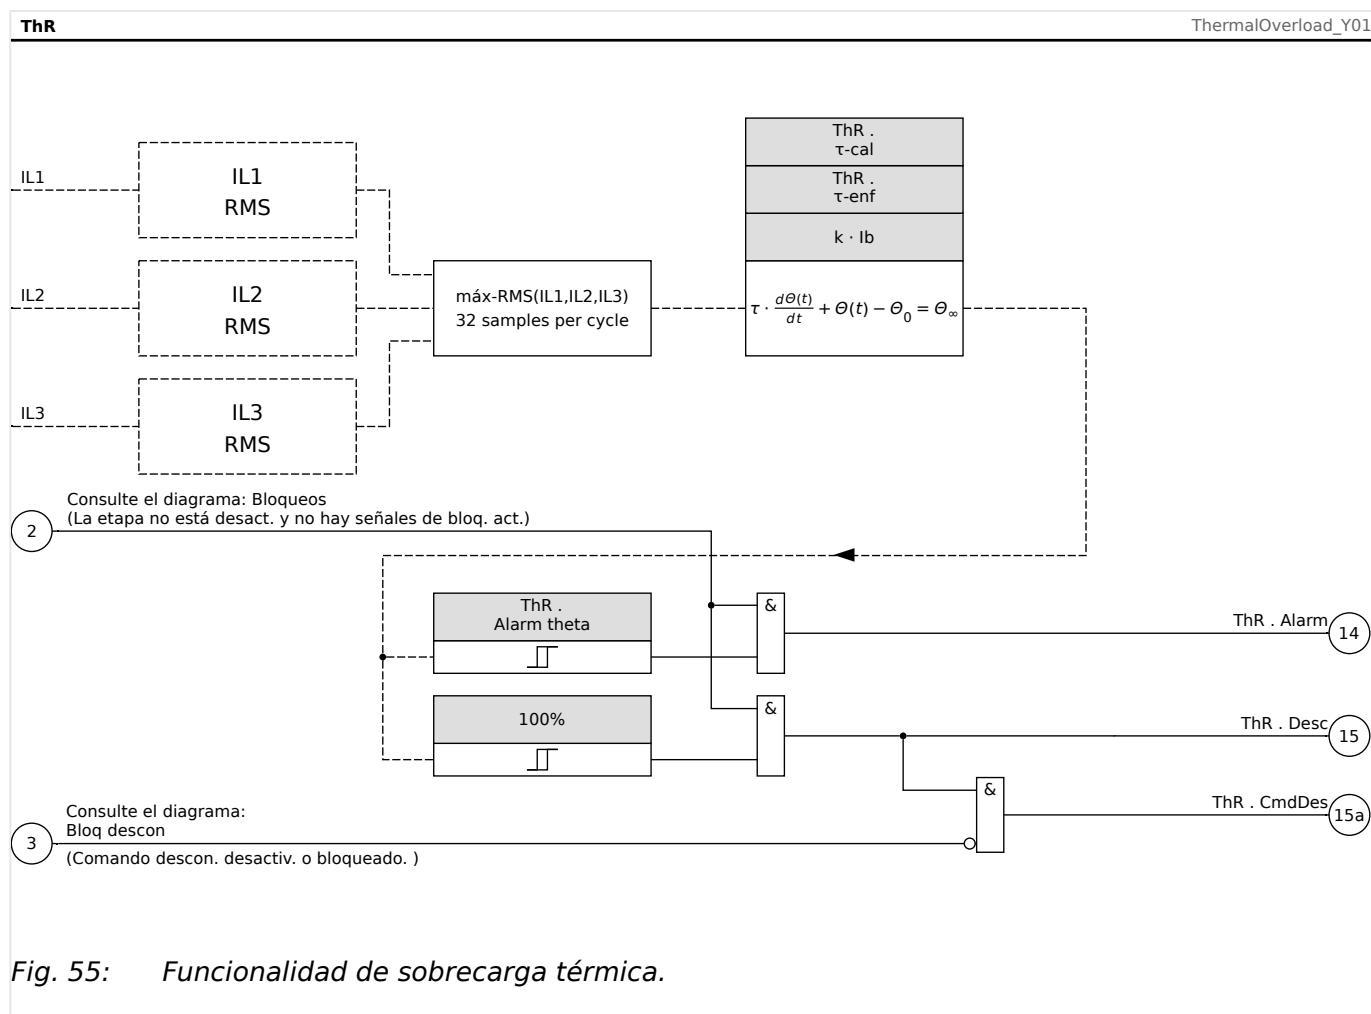 ThR
ThermalOverload_Y01
ThR .
τ-cal
ThR .
τ-enf
k · Ib
IL1
IL1
RMS
IL2
IL2
RMS
máx-RMS(IL1,IL2,IL3)
32 samples per cycle
τ · dΘ(t)/dt + Θ(t) − Θ₀ = Θ∞
IL3
IL3
RMS
2
Consulte el diagrama: Bloqueos
(La etapa no está desact. y no hay señales de bloq. act.)
ThR .
Alarm theta
&
ThR . Alarm
14
100%
&
ThR . Desc
15
&
ThR . CmdDes
15a
3
Consulte el diagrama:
Bloq descon
(Comando descon. desactiv. o bloqueado. )
Fig. 55: Funcionalidad de sobrecarga térmica.